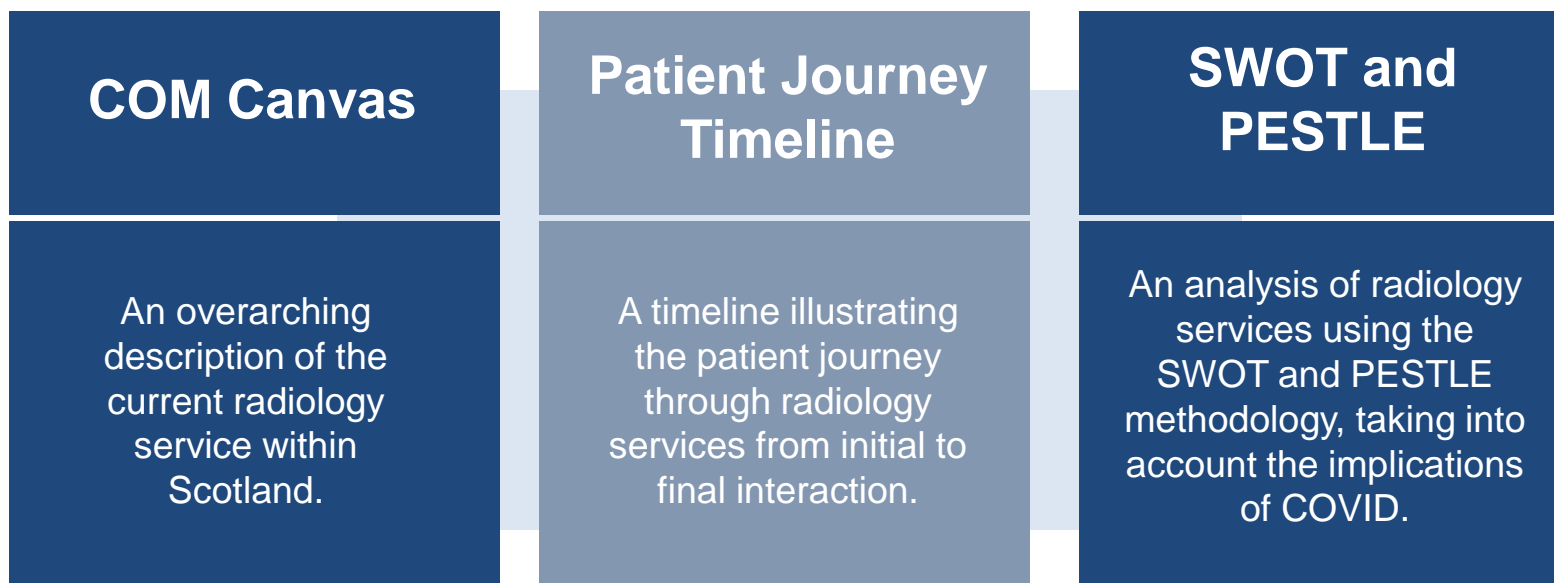 COM Canvas
An overarching
description of the
current radiology
service within
Scotland.
Patient Journey
Timeline
A timeline illustrating
the patient journey
through radiology
services from initial to
final interaction.
SWOT and
PESTLE
An analysis of radiology
services using the
SWOT and PESTLE
methodology, taking into
account the implications
of COVID.